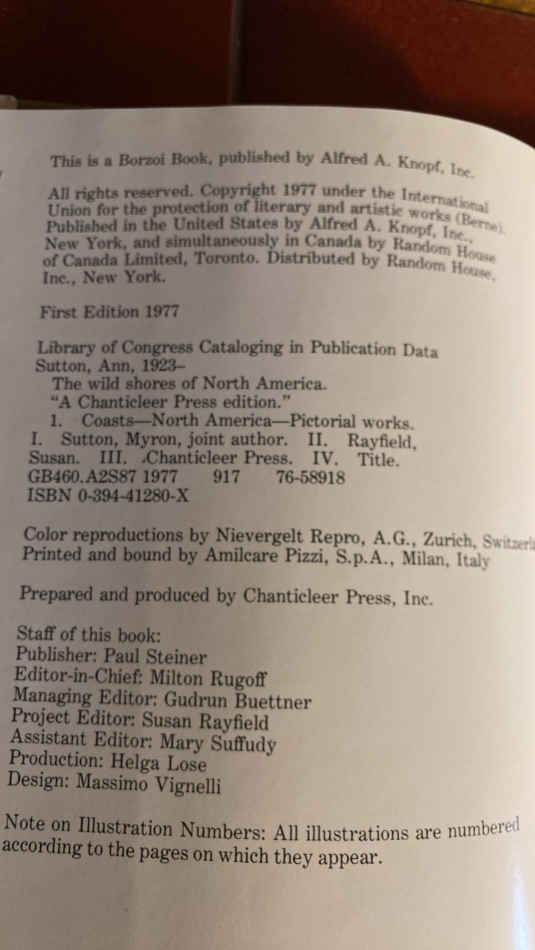 This is a Borzoi Book, published by Alfred A. Knopf, Inc.
All rights reserved. Copyright 1977 under the International
Union for the protection of literary and artistic works (Berne).
Published in the United States by Alfred A. Knopf, Inc.,
New York, and simultaneously in Canada by Random House
of Canada Limited, Toronto. Distributed by Random House,
Inc., New York.
First Edition 1977
Library of Congress Cataloging in Publication Data
Sutton, Ann, 1923–
The wild shores of North America.
“A Chanticleer Press edition.”
1. Coasts—North America—Pictorial works.
I. Sutton, Myron, joint author. II. Rayfield,
Susan. III. Chanticleer Press. IV. Title.
GB460.A2S87 1977 917 76-58918
ISBN 0-394-41280-X
Color reproductions by Nievergelt Repro, A.G., Zurich,
Printed and bound by Amilcare Pizzi, S.p.A., Milan, Italy
Prepared and produced by Chanticleer Press, Inc.
Staff of this book:
Publisher: Paul Steiner
Editor-in-Chief: Milton Rugoff
Managing Editor: Gudrun Buettner
Project Editor: Susan Rayfield
Assistant Editor: Mary Suffudy
Production: Helga Lose
Design: Massimo Vignelli
Note on Illustration Numbers: All illustrations are numbered
according to the pages on which they appear.